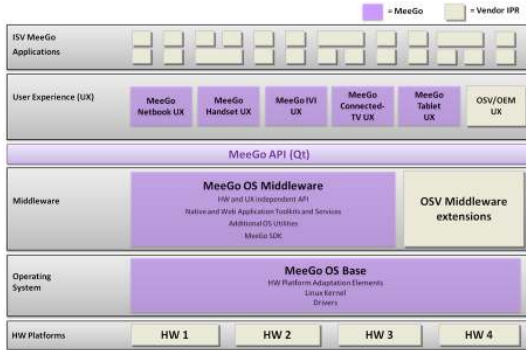 = MeeGo
= Vendor IPR
ISV MeeGo
Applications
User Experience (UX)
MeeGo
Netbook UX
MeeGo
Handset UX
MeeGo IVI
UX
MeeGo
Connected-
TV UX
MeeGo
Tablet
UX
OSV/OEM
UX
MeeGo API (Qt)
Middleware
MeeGo OS Middleware
HW and UX independent API
Native and Web Application Toolkits and Services
Additional OS Utilities
MeeGo SDK
OSV Middleware
extensions
Operating
System
MeeGo OS Base
HW Platform Adaptation Elements
Linux Kernel
Drivers
HW Platforms
HW 1
HW 2
HW 3
HW 4